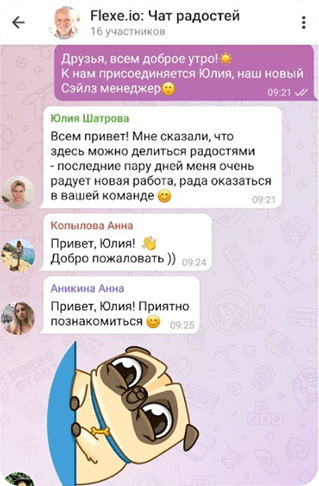 Flexe.io: Чат радостей
16 участников
Друзья, всем доброе утро!☀️
К нам присоединяется Юлия, наш новый
Сэйлз менеджер🙂
09:21
Юлия Шатрова
Всем привет! Мне сказали, что
здесь можно делиться радостями
- последние пару дней меня очень
радует новая работа, рада оказаться
в вашей команде 😊
09:21
Копылова Анна
Привет, Юлия! 👋
Добро пожаловать )) 09:24
Аникина Анна
Привет, Юлия! Приятно
познакомиться 😊 09:25